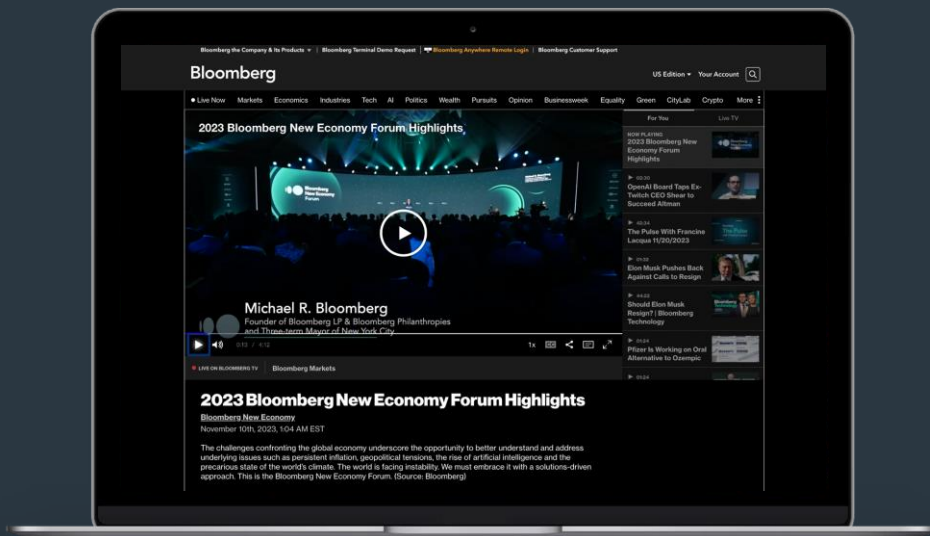 Bloomberg the Company & Its Products
Bloomberg Terminal Demo Request
Bloomberg Anywhere Remote Login
Bloomberg Customer Support
Bloomberg
US Edition
Your Account
Live Now
Markets
Economics
Industries
Tech
AI
Politics
Wealth
Pursuits
Opinion
Businessweek
Equality
Green
CityLab
Crypto
More
2023 Bloomberg New Economy Forum Highlights
Bloomberg
New Economy
Forum
Michael R. Bloomberg
Founder of Bloomberg LP & Bloomberg Philanthropies
and Three-term Mayor of New York City
0:13 / 4:12
1x
For You
Live TV
NOW PLAYING
2023 Bloomberg New
Economy Forum
Highlights
OpenAI Board Taps Ex-
Twitch CEO Shear to
Succeed Altman
The Pulse With Francine
Lacqua 11/20/2023
The Pulse
Elon Musk Pushes Back
Against Calls to Resign
Should Elon Musk
Resign? | Bloomberg
Technology
01:24
Pfizer Is Working on Oral
Alternative to Ozempic
01:24
LIVE ON BLOOMBERG TV
Bloomberg Markets
2023 Bloomberg New Economy Forum Highlights
Bloomberg New Economy
November 10th, 2023, 1:04 AM EST
The challenges confronting the global economy underscore the opportunity to better understand and address
underlying issues such as persistent inflation, geopolitical tensions, the rise of artificial intelligence and the
precarious state of the world's climate. The world is facing instability. We must embrace it with a solutions-driven
approach. This is the Bloomberg New Economy Forum. (Source: Bloomberg)